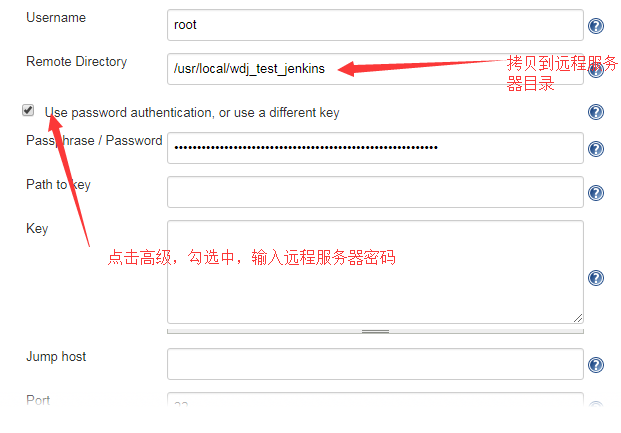 Username
root
Remote Directory
/usr/local/wdj_test_jenkins
拷贝到远程服务
器目录
Use password authentication, or use a different key
Passphrase / Password
Path to key
Key
点击高级，勾选中，输入远程服务器密码
Jump host
Port